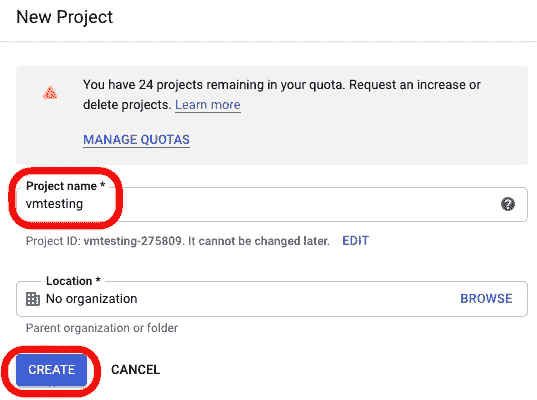 New Project
You have 24 projects remaining in your quota. Request an increase or
delete projects. Learn more
MANAGE QUOTAS
Project name *
vmtesting
Project ID: vmtesting-275809. It cannot be changed later. EDIT
Location *
No organization BROWSE
Parent organization or folder
CREATE CANCEL